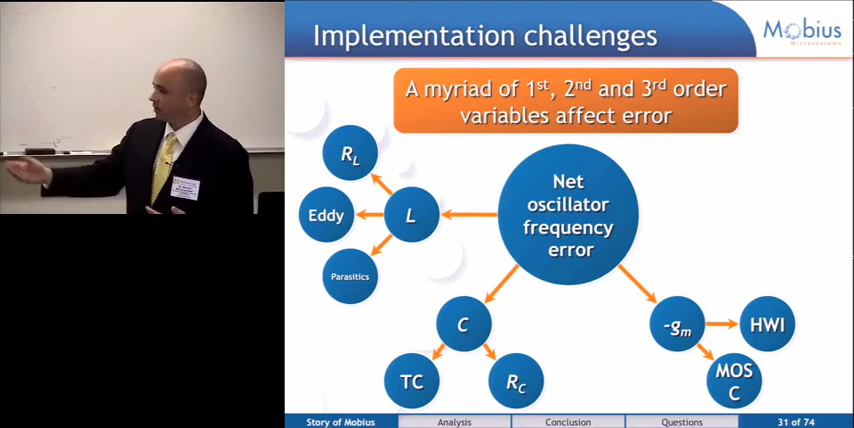 Implementation challenges
Mobius
Microsystems
A myriad of 1st, 2nd and 3rd order
variables affect error
Net
oscillator
frequency
error
RL
Eddy
L
Parasitics
C
TC
RC
-gm
HWI
MOS
C
Story of Mobius
Analysis
Conclusion
Questions
31 of 74